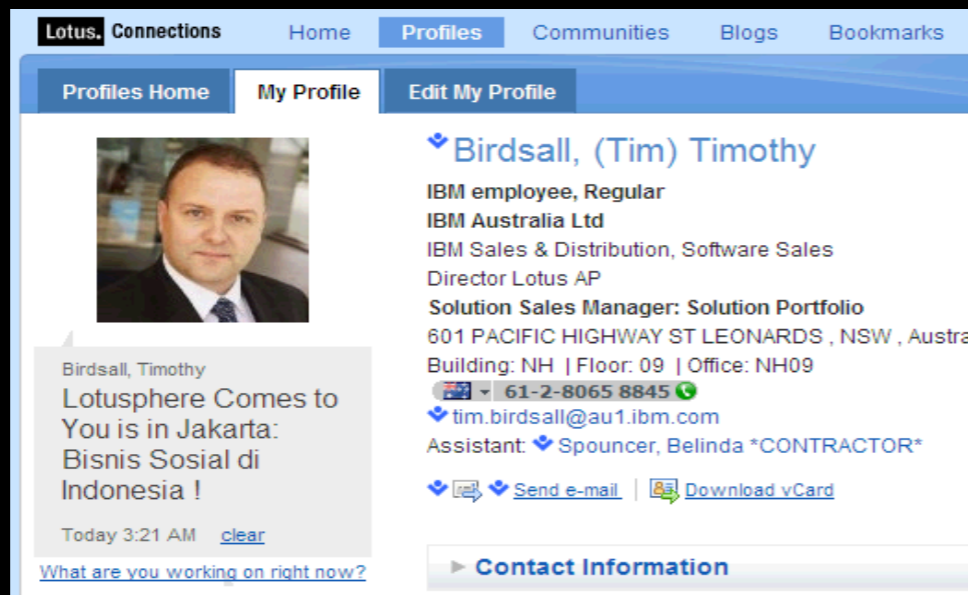 Lotus. Connections Home Profiles Communities Blogs Bookmarks
Profiles Home My Profile Edit My Profile
Birdsall, (Tim) Timothy
IBM employee, Regular
IBM Australia Ltd
IBM Sales & Distribution, Software Sales
Director Lotus AP
Solution Sales Manager: Solution Portfolio
601 PACIFIC HIGHWAY ST LEONARDS , NSW , Austra
Building: NH | Floor: 09 | Office: NH09
61-2-8065 8845
tim.birdsall@au1.ibm.com
Assistant: Spouncer, Belinda *CONTRACTOR*
Send e-mail | Download vCard
Contact Information
Birdsall, Timothy
Lotusphere Comes to
You is in Jakarta:
Bisnis Sosial di
Indonesia !
Today 3:21 AM clear
What are you working on right now?